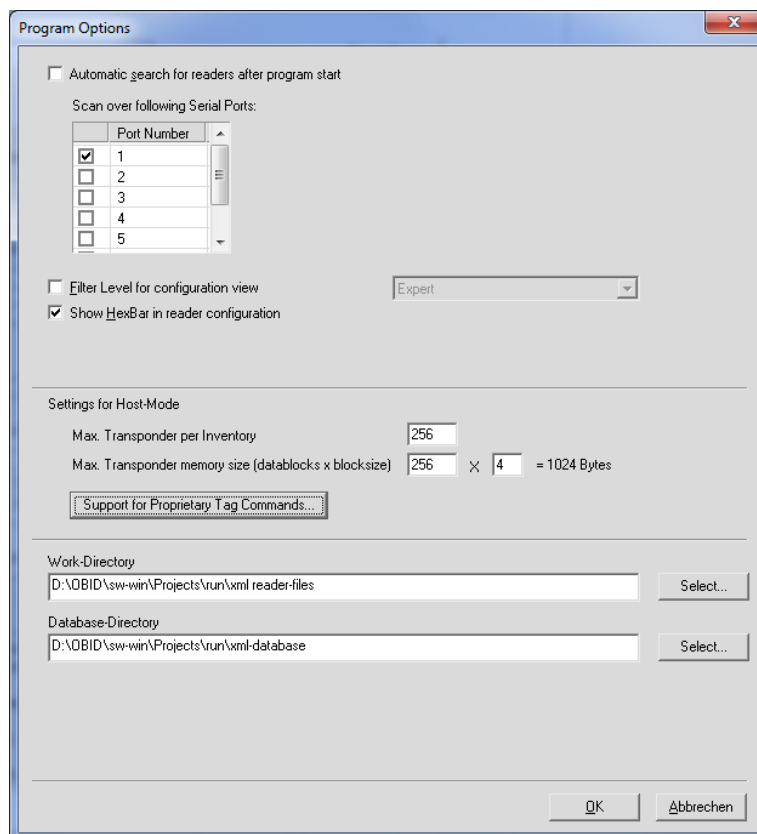 Program Options
Automatic search for readers after program start
Scan over following Serial Ports:
Port Number
1
2
3
4
5
Filter Level for configuration view Expert
Show HexBar in reader configuration
Settings for Host-Mode
Max. Transponder per Inventory 256
Max. Transponder memory size (datablocks x blocksize) 256 X 4 = 1024 Bytes
Support for Proprietary Tag Commands...
Work-Directory
D:\OBID\sw-win\Projects\run\xml reader-files Select...
Database-Directory
D:\OBID\sw-win\Projects\run\xml-database Select...
OK Abbrechen